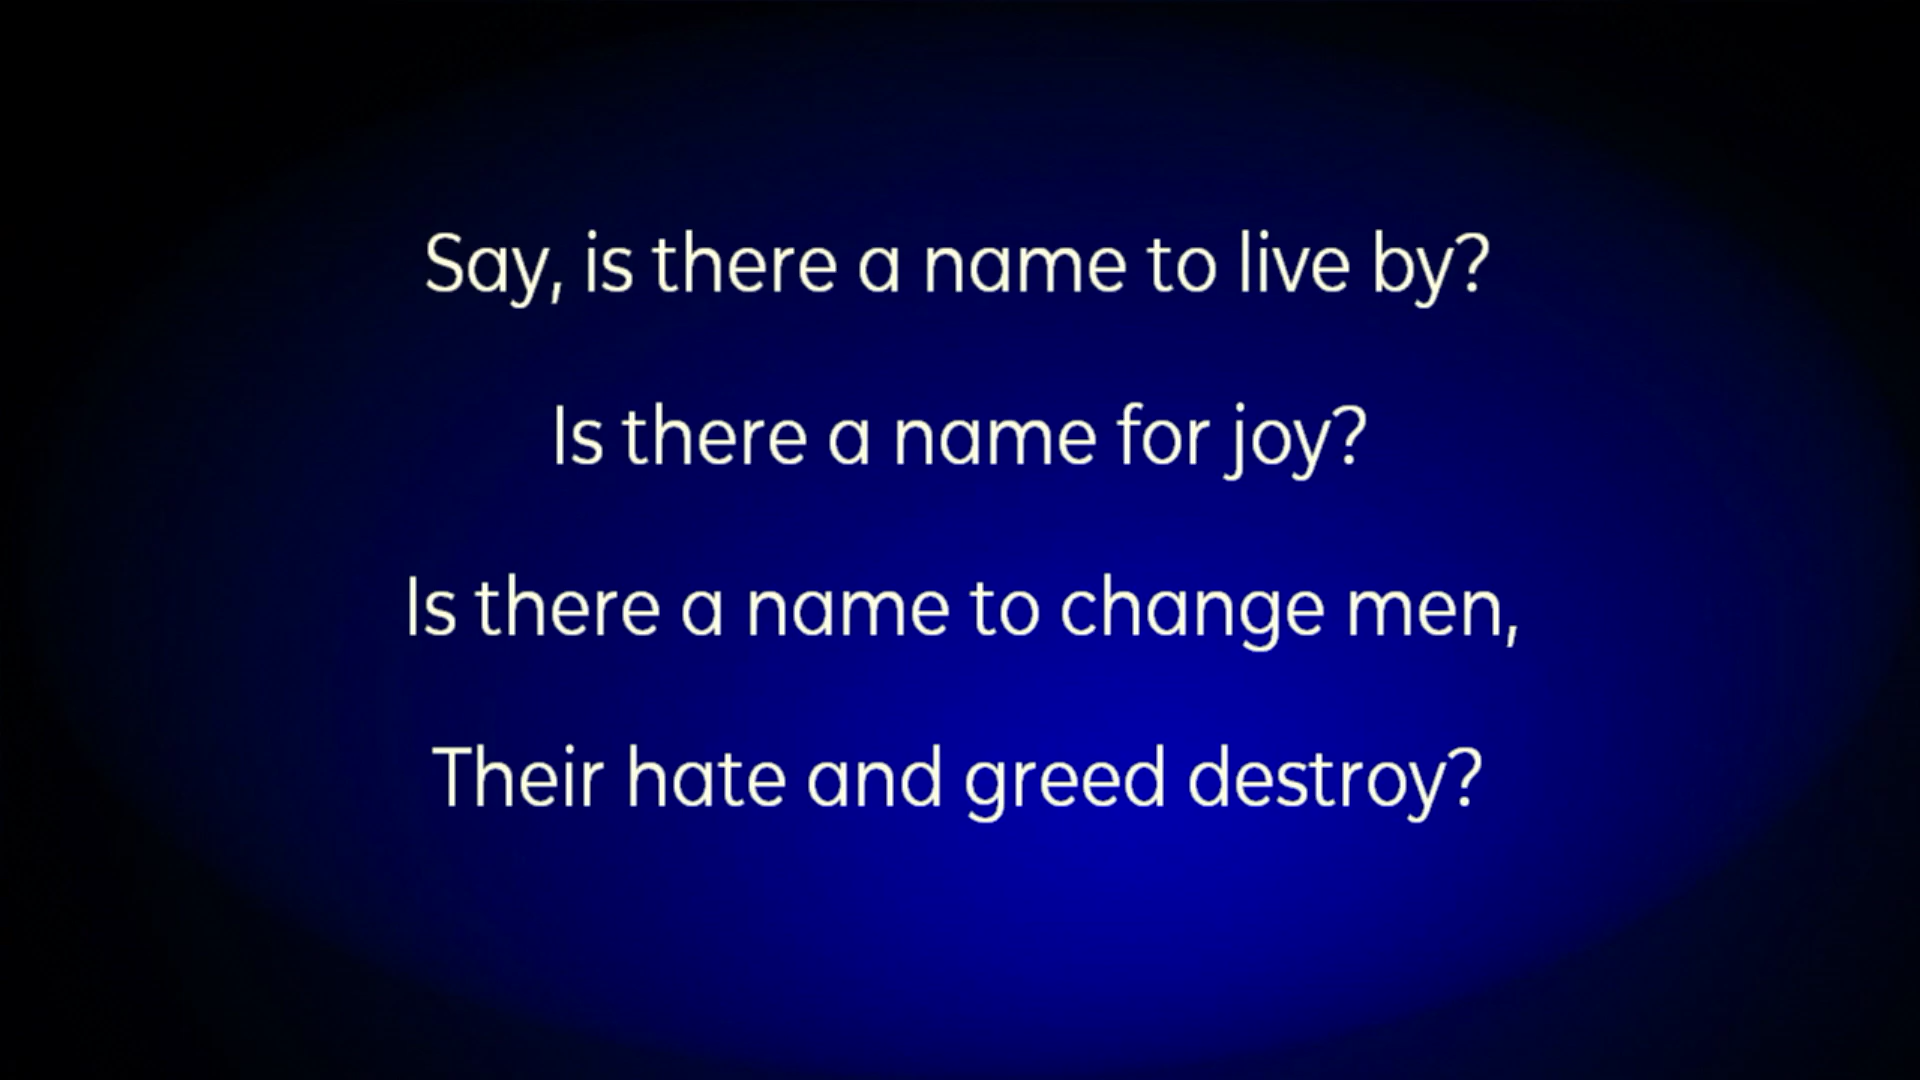 Say, is there a name to live by?
Is there a name for joy?
Is there a name to change men,
Their hate and greed destroy?